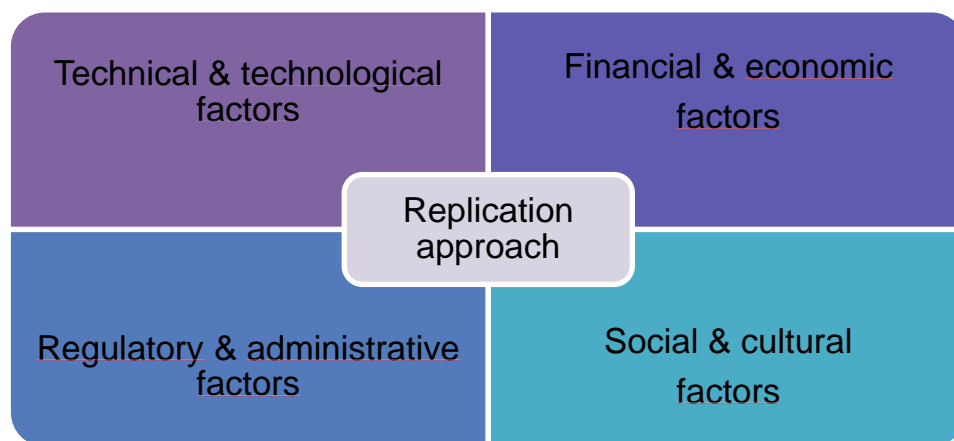 Technical & technological
factors
Financial & economic
factors
Replication
approach
Regulatory & administrative
factors
Social & cultural
factors